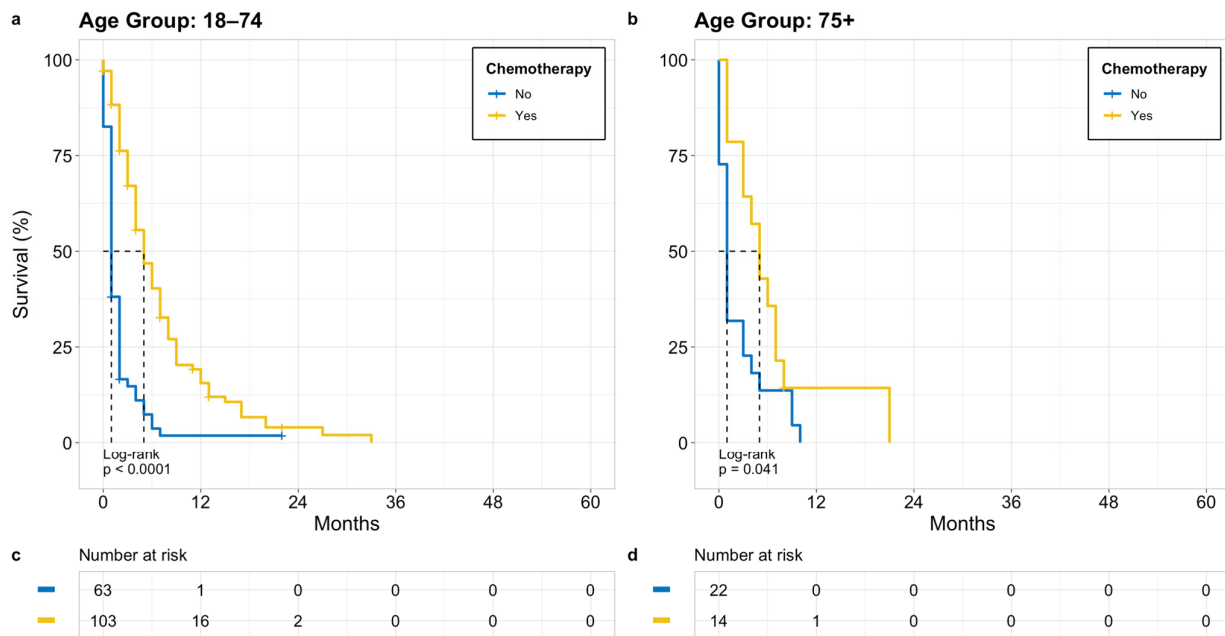 a
Age Group: 18–74
Chemotherapy
No
Yes
Survival (%)
100
75
50
25
0
Log-rank
p < 0.0001
0 12 24 36 48 60
Months
b
Age Group: 75+
Chemotherapy
No
Yes
100
75
50
25
0
Log-rank
p = 0.041
0 12 24 36 48 60
Months
c
Number at risk
63 1 0 0 0 0
103 16 2 0 0 0
d
Number at risk
22 0 0 0 0 0
14 1 0 0 0 0